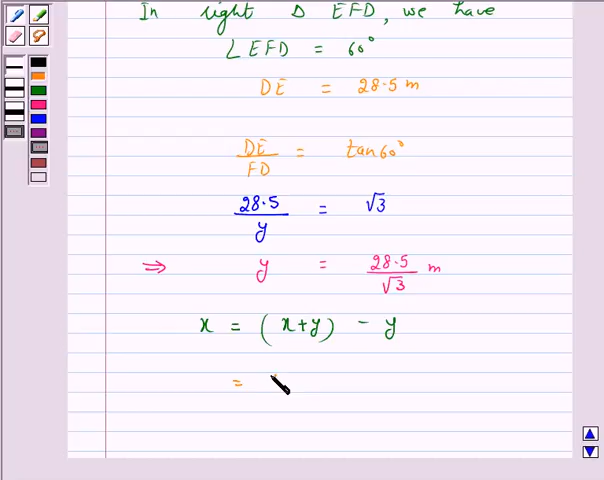 In right Δ EFD, we have
∠EFD = 60°
DE = 28.5 m
DE/FD = tan 60°
28.5/y = √3
⇒ y = 28.5/√3 m
x = (x+y) - y
=